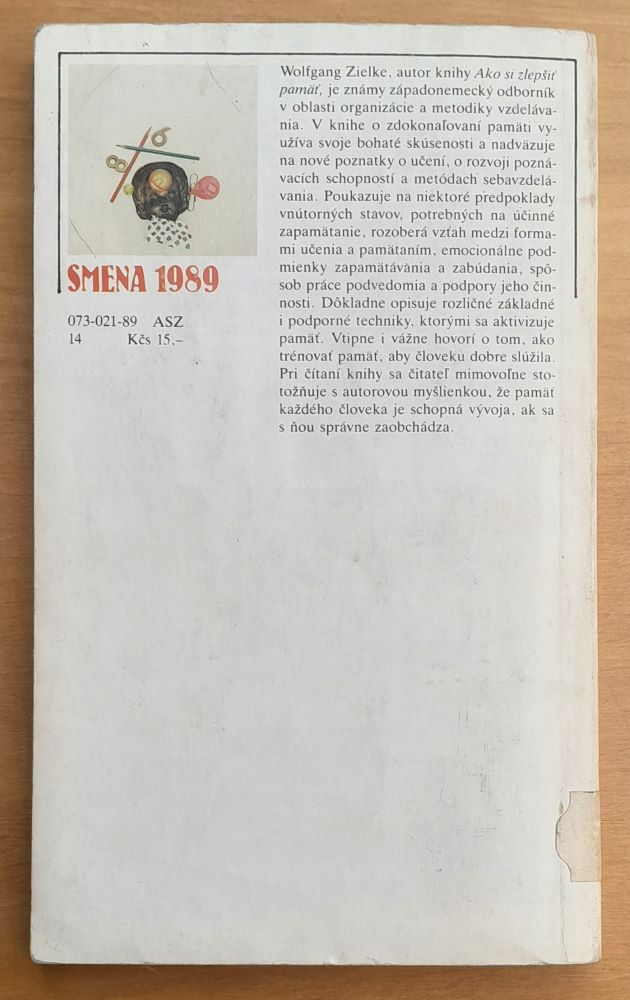 Wolfgang Zielke, autor knihy Ako si zlepšiť
pamäť, je známy západonemecký odborník
v oblasti organizácie a metodiky vzdeláva-
nia. V knihe o zdokonaľovaní pamäti vy-
užíva svoje bohaté skúsenosti a nadväzuje
na nové poznatky o učení, o rozvoji pozná-
vacích schopností a metódach sebavzdelá-
vania. Poukazuje na niektoré predpoklady
vnútorných stavov, potrebných na účinné
zapamätanie, rozoberá vzťah medzi forma-
mi učenia a pamätaním, emocionálne pod-
mienky zapamätávania a zabúdania, spô-
sob práce podvedomia a podpory jeho čin-
nosti. Dôkladne opisuje rozličné základné
i podporné techniky, ktorými sa aktivizuje
pamäť. Vtipne i vážne hovorí o tom, ako
trénovať pamäť, aby človeku dobre slúžila.
Pri čítaní knihy sa čitateľ mimovoľne sto-
tožňuje s autorovou myšlienkou, že pamäť
každého človeka je schopná vývoja, ak sa
s ňou správne zaobchádza.
8 % 6
SMENA 1989
073-021-89 ASZ
14 Kčs 15,–